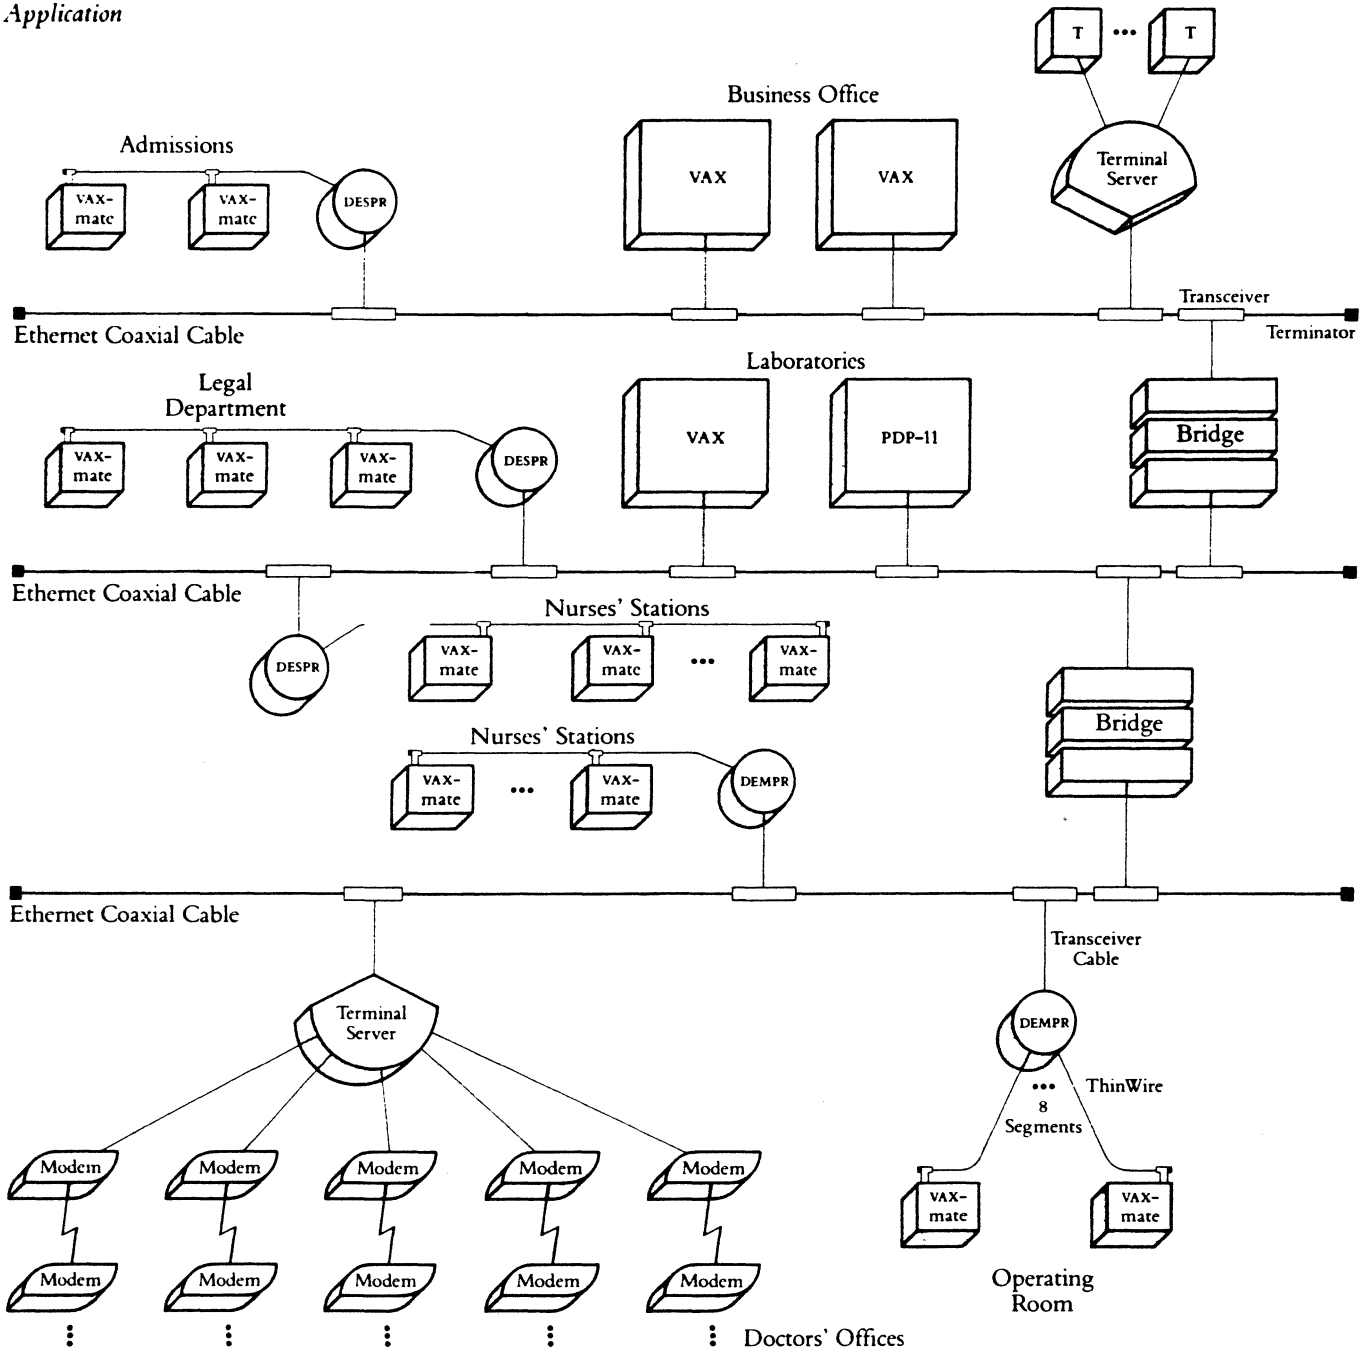 Application
T ••• T
Business Office
Admissions
VAX-
mate
VAX-
mate
DESPR
VAX
VAX
Terminal
Server
Transceiver
Ethernet Coaxial Cable
Terminator
Laboratories
Legal
Department
VAX-
mate
VAX-
mate
VAX-
mate
DESPR
VAX
PDP-11
Bridge
Ethernet Coaxial Cable
Nurses' Stations
DESPR
VAX-
mate
VAX-
mate
•••
VAX-
mate
Bridge
Nurses' Stations
VAX-
mate
•••
VAX-
mate
DEMPR
Ethernet Coaxial Cable
Transceiver
Cable
Terminal
Server
DEMPR
•••
8
Segments
ThinWire
Modem Modem Modem Modem Modem
VAX-
mate
VAX-
mate
Modem Modem Modem Modem Modem
Operating
Room
Doctors' Offices